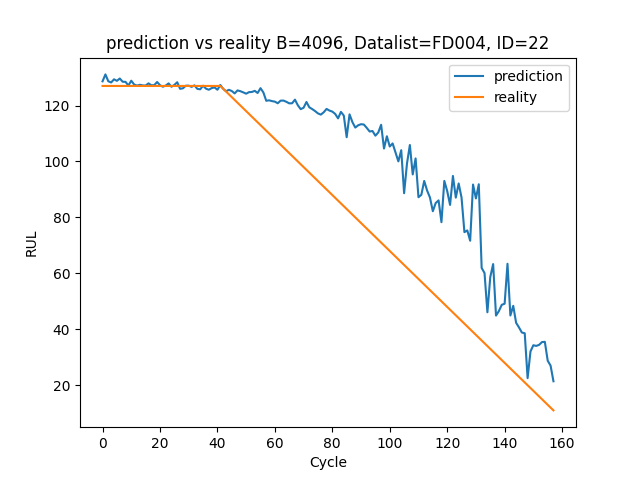 prediction vs reality B=4096, Datalist=FD004, ID=22
prediction
reality
RUL
120
100
80
60
40
20
0 20 40 60 80 100 120 140 160
Cycle